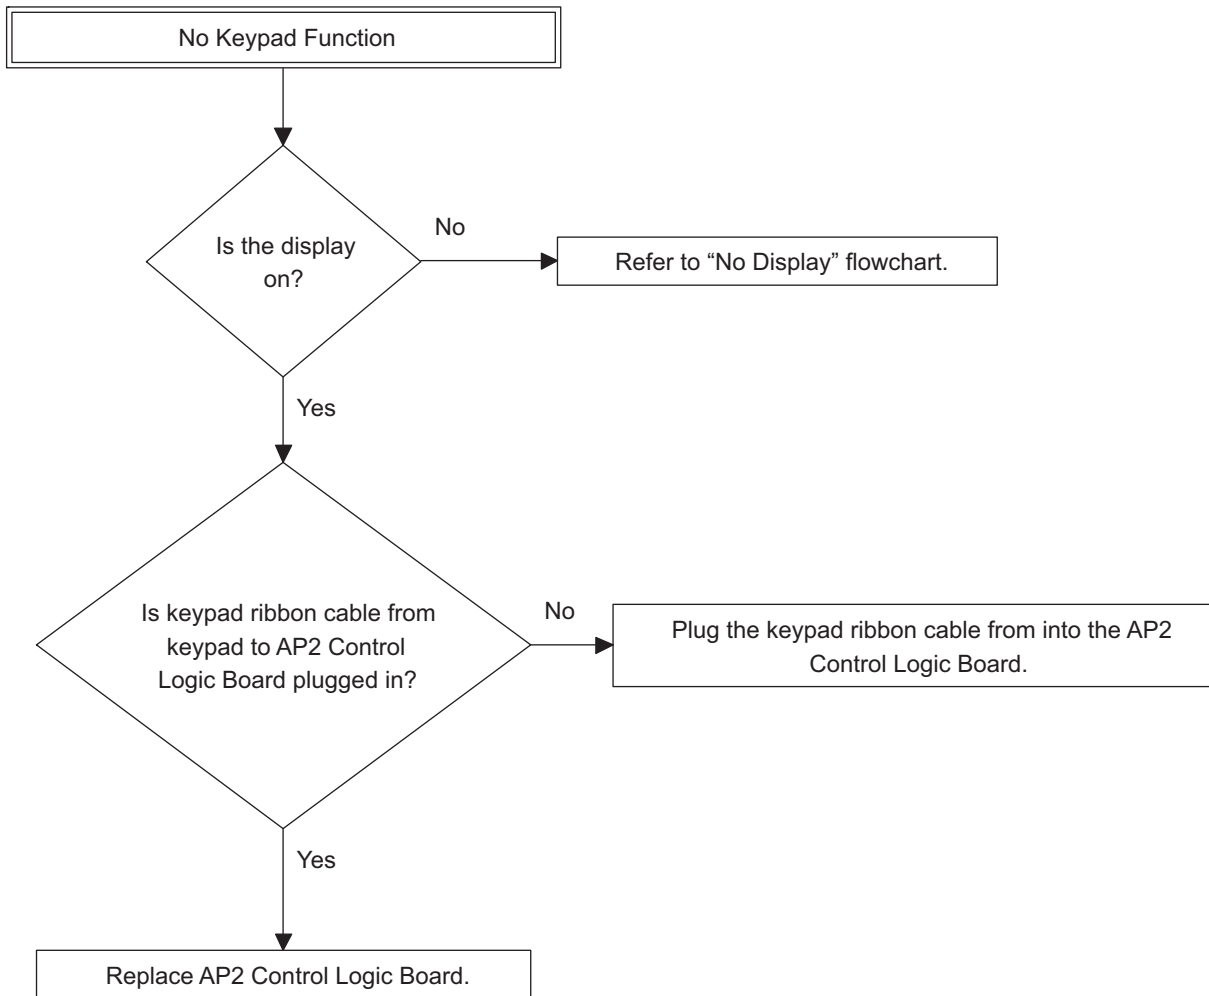 No Keypad Function
Is the display
on?
No
Refer to “No Display” flowchart.
Yes
Is keypad ribbon cable from
keypad to AP2 Control
Logic Board plugged in?
No
Plug the keypad ribbon cable from into the AP2
Control Logic Board.
Yes
Replace AP2 Control Logic Board.